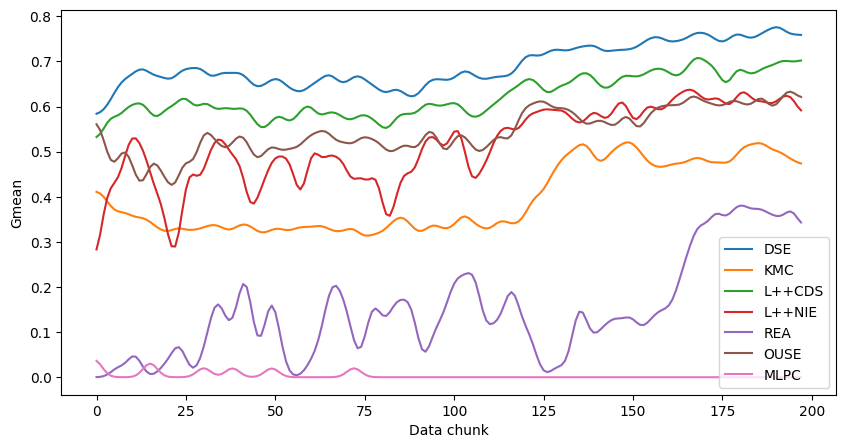 Gmean
0.8
0.7
0.6
0.5
0.4
0.3
0.2
0.1
0.0
DSE
KMC
L++CDS
L++NIE
REA
OUSE
MLPC
0 25 50 75 100 125 150 175 200
Data chunk